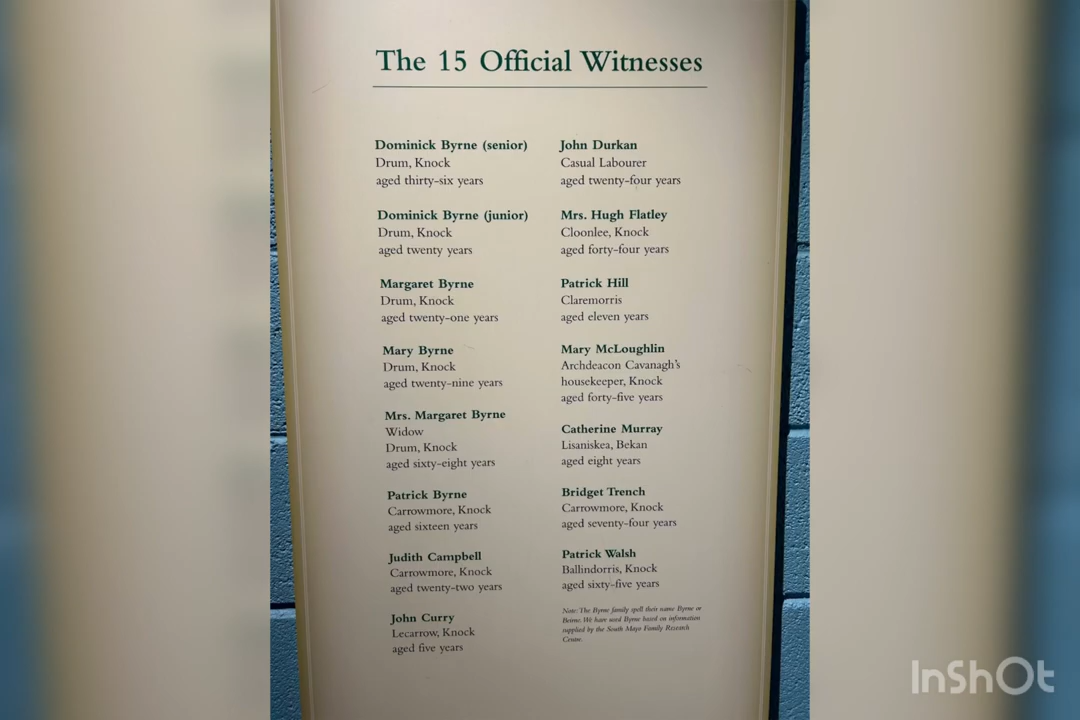 The 15 Official Witnesses
Dominick Byrne (senior)
Drum, Knock
aged thirty-six years
Dominick Byrne (junior)
Drum, Knock
aged twenty years
Margaret Byrne
Drum, Knock
aged twenty-one years
Mary Byrne
Drum, Knock
aged twenty-nine years
Mrs. Margaret Byrne
Widow
Drum, Knock
aged sixty-eight years
Patrick Byrne
Carrowmore, Knock
aged sixteen years
Judith Campbell
Carrowmore, Knock
aged twenty-two years
John Curry
Lecarrow, Knock
aged five years
John Durkan
Casual Labourer
aged twenty-four years
Mrs. Hugh Flatley
Cloonlee, Knock
aged forty-four years
Patrick Hill
Claremorris
aged eleven years
Mary McLoughlin
Archdeacon Cavanagh's
housekeeper, Knock
aged forty-five years
Catherine Murray
Lisaniskea, Bekan
aged eight years
Bridget Trench
Carrowmore, Knock
aged seventy-four years
Patrick Walsh
Ballindorris, Knock
aged sixty-five years
Note: The Byrne family spell their name Byrne or
Beirne. We have used Byrne based on information
supplied by the South Mayo Family Research
Centre.
InShOt